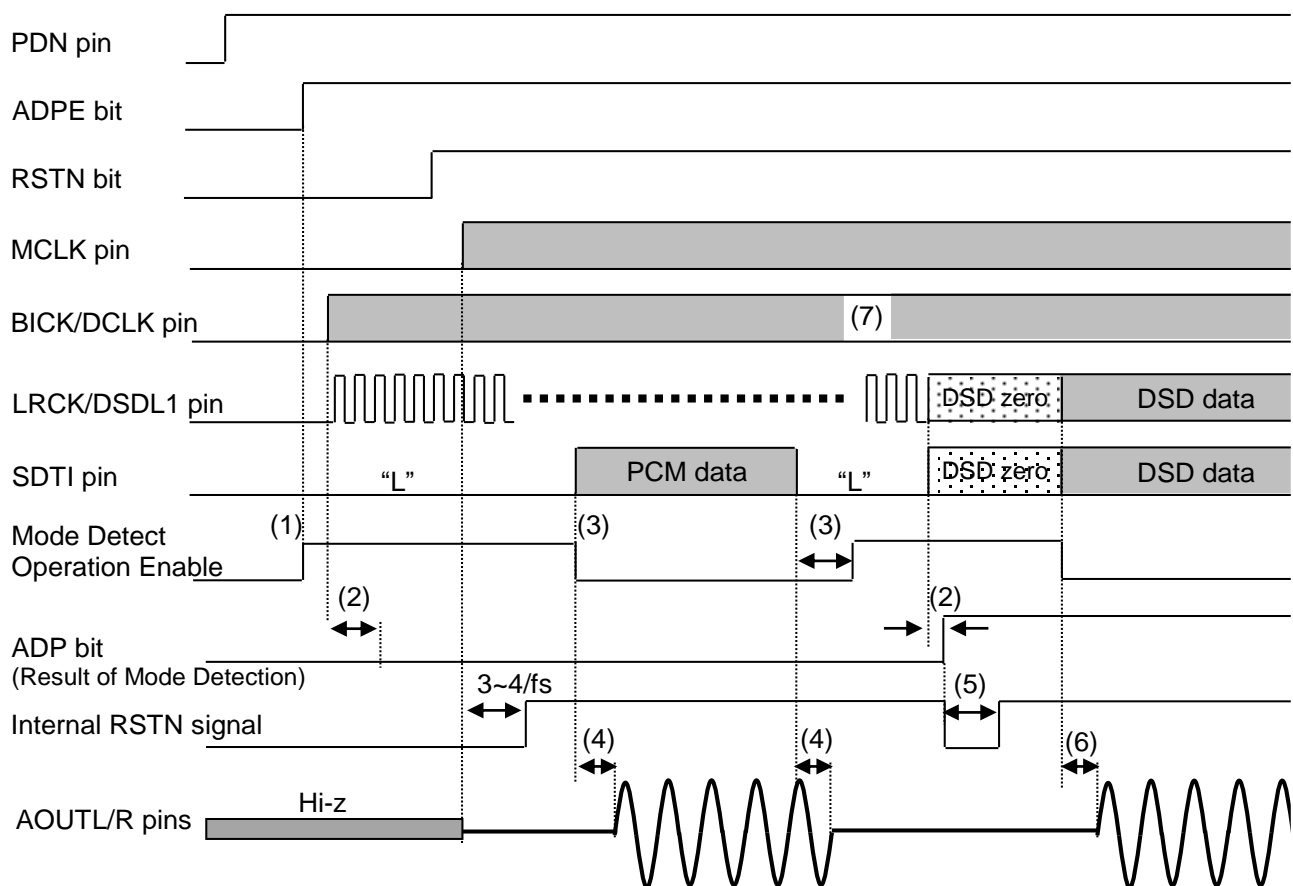 PDN pin
ADPE bit
RSTN bit
MCLK pin
BICK/DCLK pin
(7)
LRCK/DSDL1 pin
DSD zero
DSD data
SDTI pin
“L”
PCM data
“L”
DSD zero
DSD data
Mode Detect
Operation Enable
(1)
(3)
(3)
(2)
(2)
ADP bit
(Result of Mode Detection)
3~4/fs
(5)
Internal RSTN signal
(4)
(4)
(6)
AOUTL/R pins
Hi-z